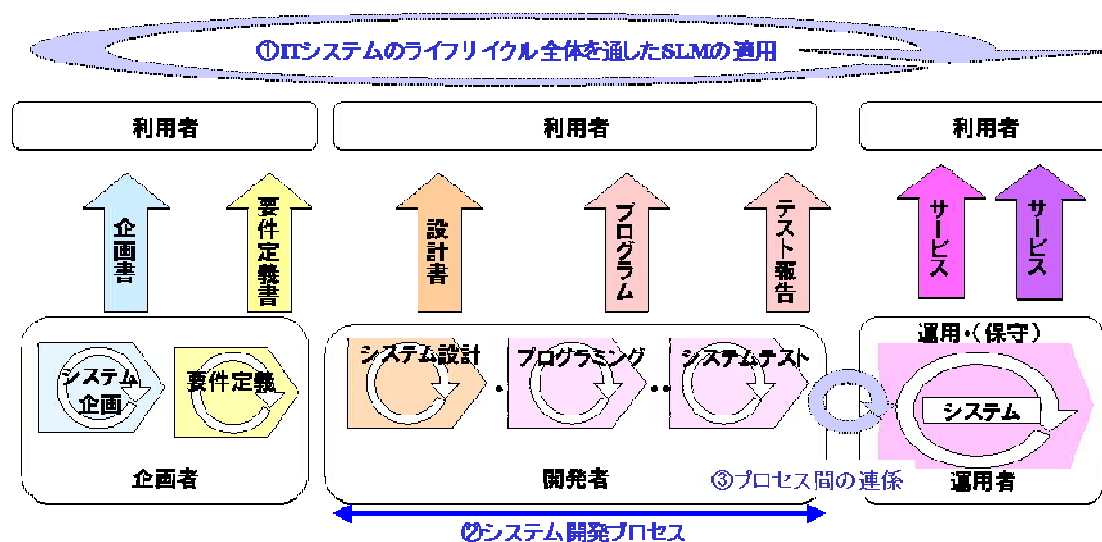 ①ITシステムのライフサイクル全体を通したSLMの適用
利用者
利用者
利用者
企画書
要件定義書
設計書
プログラム
テスト報告
サービス
サービス
運用・(保守)
システム
企画
要件定義
システム設計
プログラミング
システムテスト
システム
企画者
開発者
③プロセス間の連係
運用者
②システム開発プロセス